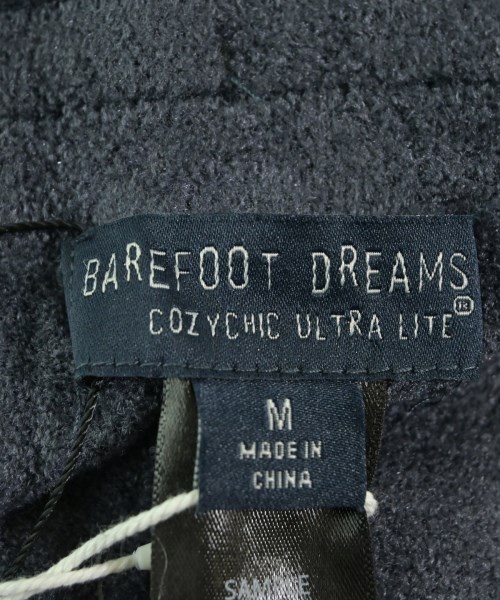 BAREFOOT DREAMS
COZYCHIC ULTRA LITE®
M
MADE IN
CHINA